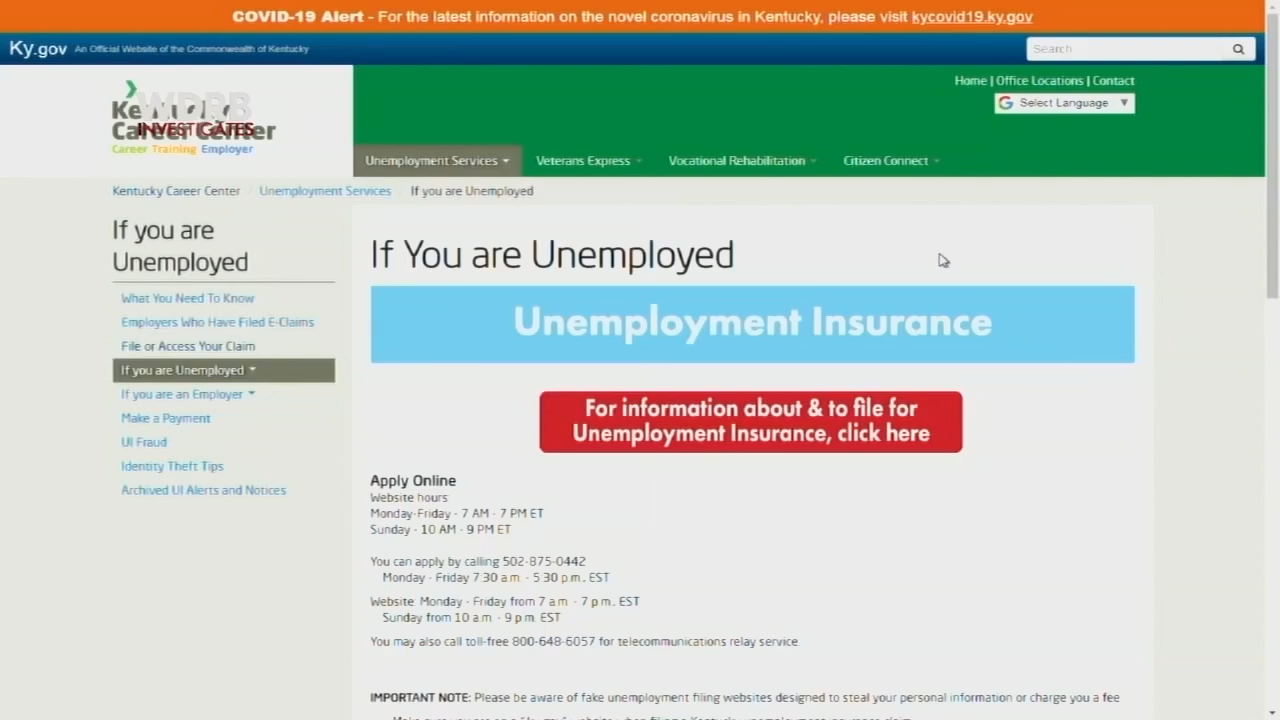 COVID-19 Alert - For the latest information on the novel coronavirus in Kentucky, please visit kycovid19.ky.gov
Ky.gov An Official Website of the Commonwealth of Kentucky
Search
Home | Office Locations | Contact
Select Language ▼
WDRB
INVESTIGATES
Kentucky
Career Center
Career Training Employer
Unemployment Services
Veterans Express
Vocational Rehabilitation
Citizen Connect
Kentucky Career Center / Unemployment Services / If you are Unemployed
If you are
Unemployed
What You Need To Know
Employers Who Have Filed E-Claims
File or Access Your Claim
If you are Unemployed
If you are an Employer
Make a Payment
UI Fraud
Identity Theft Tips
Archived UI Alerts and Notices
If You are Unemployed
Unemployment Insurance
For information about & to file for
Unemployment Insurance, click here
Apply Online
Website hours
Monday-Friday - 7 AM - 7 PM ET
Sunday - 10 AM - 9 PM ET
You can apply by calling 502-875-0442
Monday - Friday 7:30 a.m. - 5:30 p.m., EST
Website: Monday - Friday from 7 a.m. - 7 p.m., EST
Sunday from 10 a.m. - 9 p.m. EST
You may also call toll-free 800-648-6057 for telecommunications relay service.
IMPORTANT NOTE: Please be aware of fake unemployment filing websites designed to steal your personal information or charge you a fee